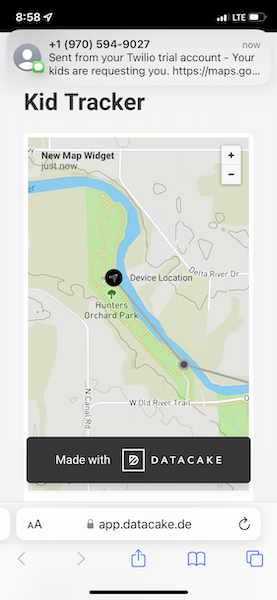 8:58 LTE
+1 (970) 594-9027 now
Sent from your Twilio trial account - Your
kids are requesting you. https://maps.go...
Kid Tracker
New Map Widget
just now
+
−
Delta River Dr
Device Location
Hunters
Orchard Park
N Canal Rd
W Old River Trail
Made with DATACAKE
AA app.datacake.de